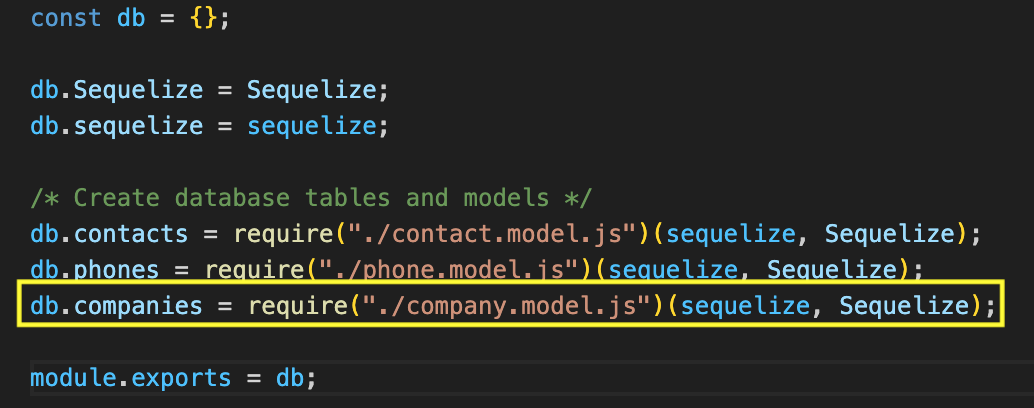 const db = {};
db.Sequelize = Sequelize;
db.sequelize = sequelize;
/* Create database tables and models */
db.contacts = require("./contact.model.js")(sequelize, Sequelize);
db.phones = require("./phone.model.js")(sequelize, Sequelize);
db.companies = require("./company.model.js")(sequelize, Sequelize);
module.exports = db;